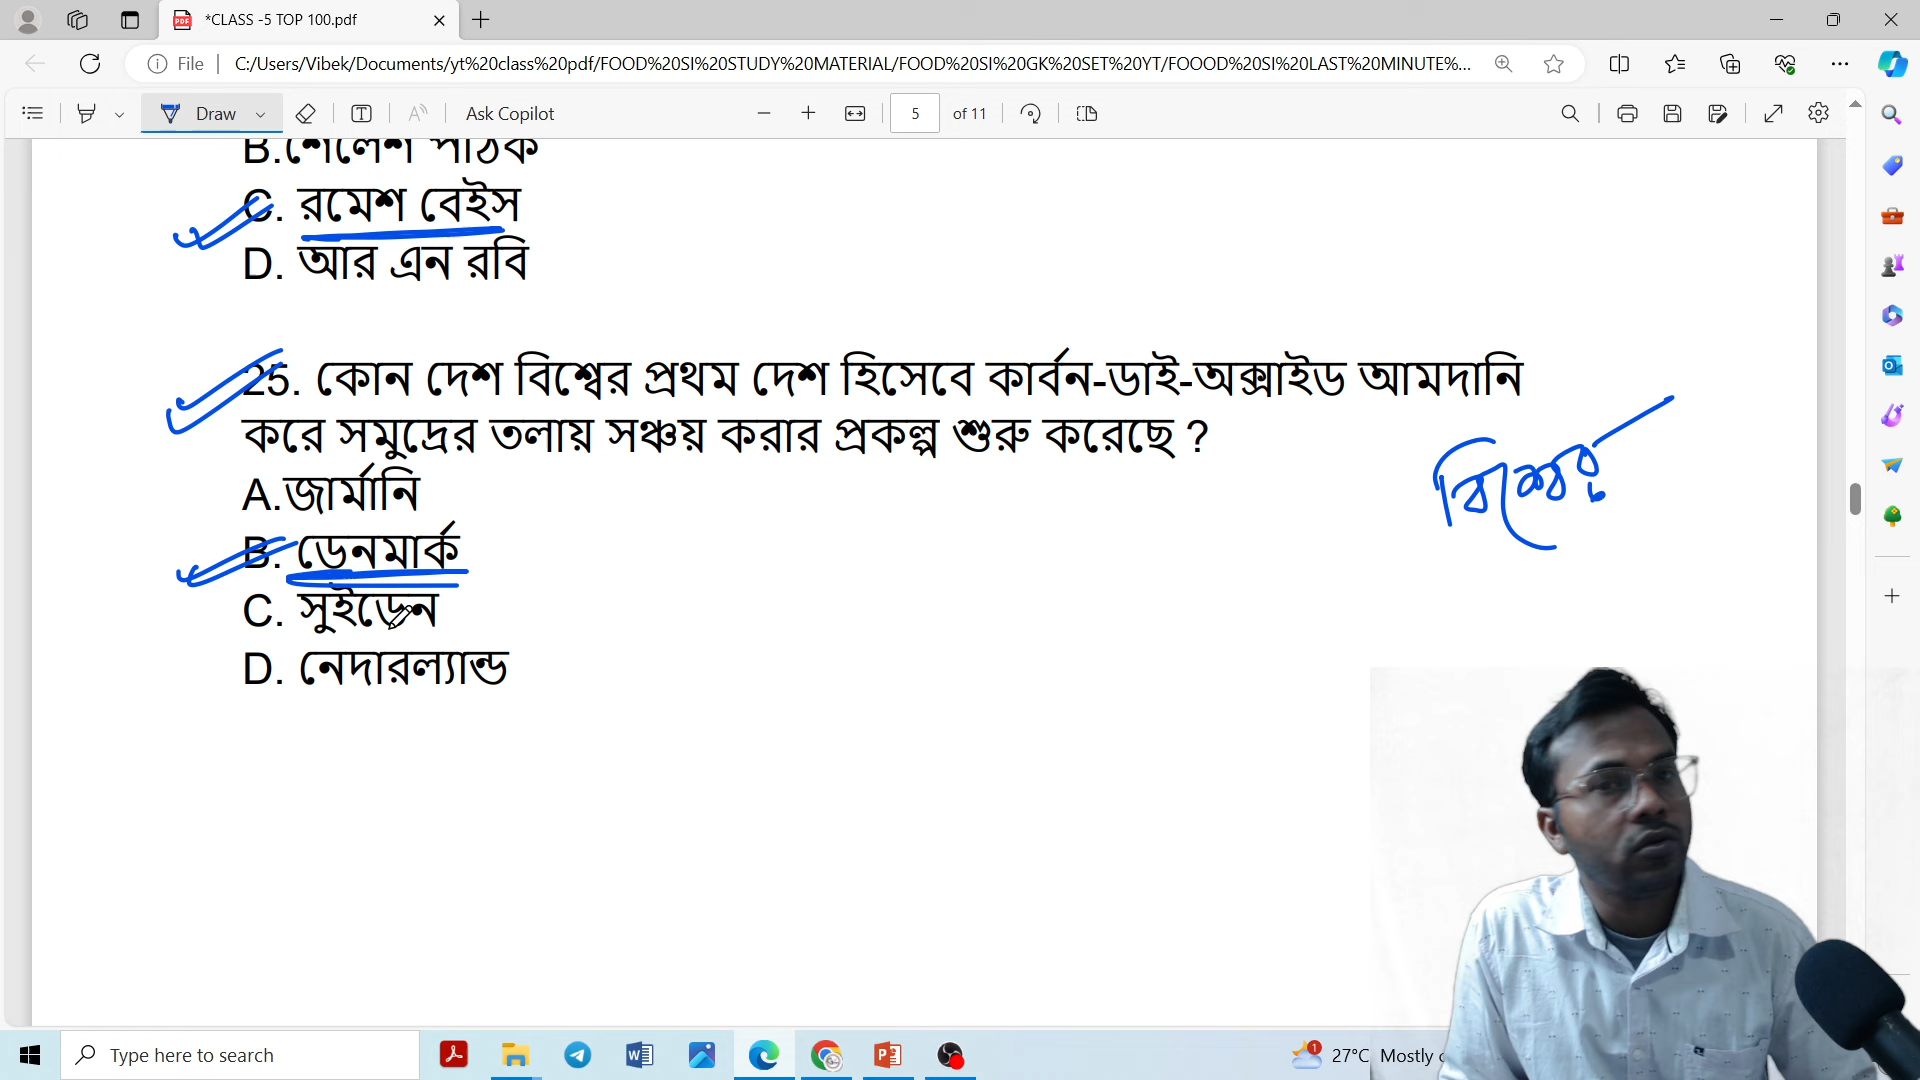 *CLASS -5 TOP 100.pdf
File
C:/Users/Vibek/Documents/yt%20class%20pdf/FOOD%20SI%20STUDY%20MATERIAL/FOOD%20SI%20GK%20SET%20YT/FOOOD%20SI%20LAST%20MINUTE%...
Draw
Ask Copilot
5 of 11
B.শৈলেশ পাঠক
C. রমেশ বেইস
D. আর এন রবি
25. কোন দেশ বিশ্বের প্রথম দেশ হিসেবে কার্বন-ডাই-অক্সাইড আমদানি
করে সমুদ্রের তলায় সঞ্চয় করার প্রকল্প শুরু করেছে ?
A.জার্মানি
B. ডেনমার্ক
C. সুইডেন
D. নেদারল্যান্ড
Type here to search
1
27°C Mostly